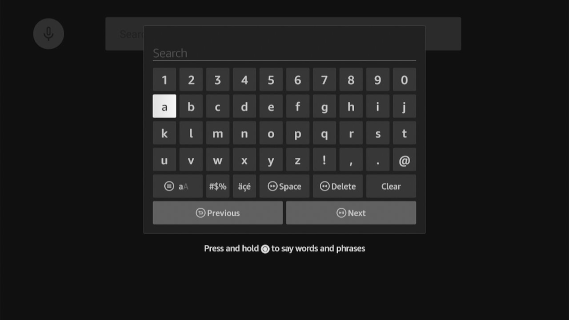 Search
1 2 3 4 5 6 7 8 9 0
a b c d e f g h i j
k l m n o p q r s t
u v w x y z ! , . @
aA #$% äçé Space Delete Clear
Previous Next
Press and hold to say words and phrases